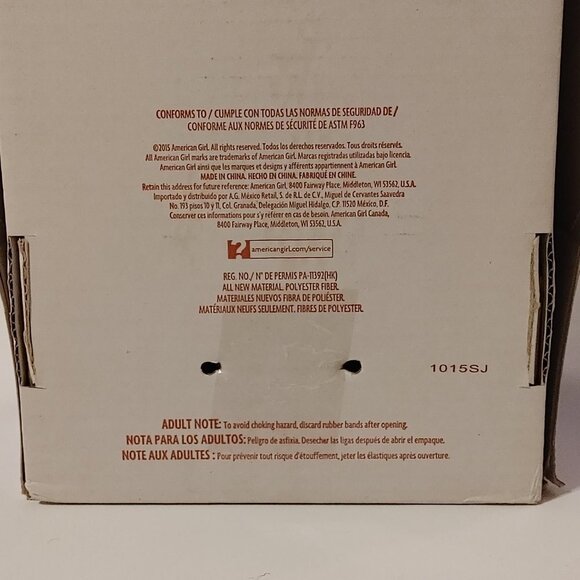 CONFORMS TO / CUMPLE CON TODAS LAS NORMAS DE SEGURIDAD DE/
CONFORME AUX NORMES DE SÉCURITÉ DE ASTM F963
©2015 American Girl. All rights reserved. Todos los derechos reservados. Tous droits réservés.
All American Girl marks are trademarks of American Girl. Marcas registradas utilizadas bajo licencia.
American Girl ainsi que les marques et designs y afférents appartiennent à American Girl.
MADE IN CHINA. HECHO EN CHINA. FABRIQUÉ EN CHINE.
Retain this address for future reference: American Girl, 8400 Fairway Place, Middleton, WI 53562, U.S.A.
Importado y distribuido por A.G. México Retail, S. de R.L. de C.V., Miguel de Cervantes Saavedra
No. 193 pisos 10 y 11, Col. Granada, Delegación Miguel Hidalgo, C.P. 11520 México, D.F.
Conserver ces informations pour s'y référer en cas de besoin. American Girl Canada,
8400 Fairway Place, Middleton, WI 53562, U.S.A.
? americangirl.com/service
REG. NO./ N° DE PERMIS PA-11392(HK)
ALL NEW MATERIAL. POLYESTER FIBER.
MATERIALES NUEVOS FIBRA DE POLIÉSTER.
MATÉRIAUX NEUFS SEULEMENT. FIBRES DE POLYESTER.
1015SJ
ADULT NOTE: To avoid choking hazard, discard rubber bands after opening.
NOTA PARA LOS ADULTOS: Peligro de asfixia. Desechar las ligas después de abrir el empaque.
NOTE AUX ADULTES : Pour prévenir tout risque d'étouffement, jeter les élastiques après ouverture.